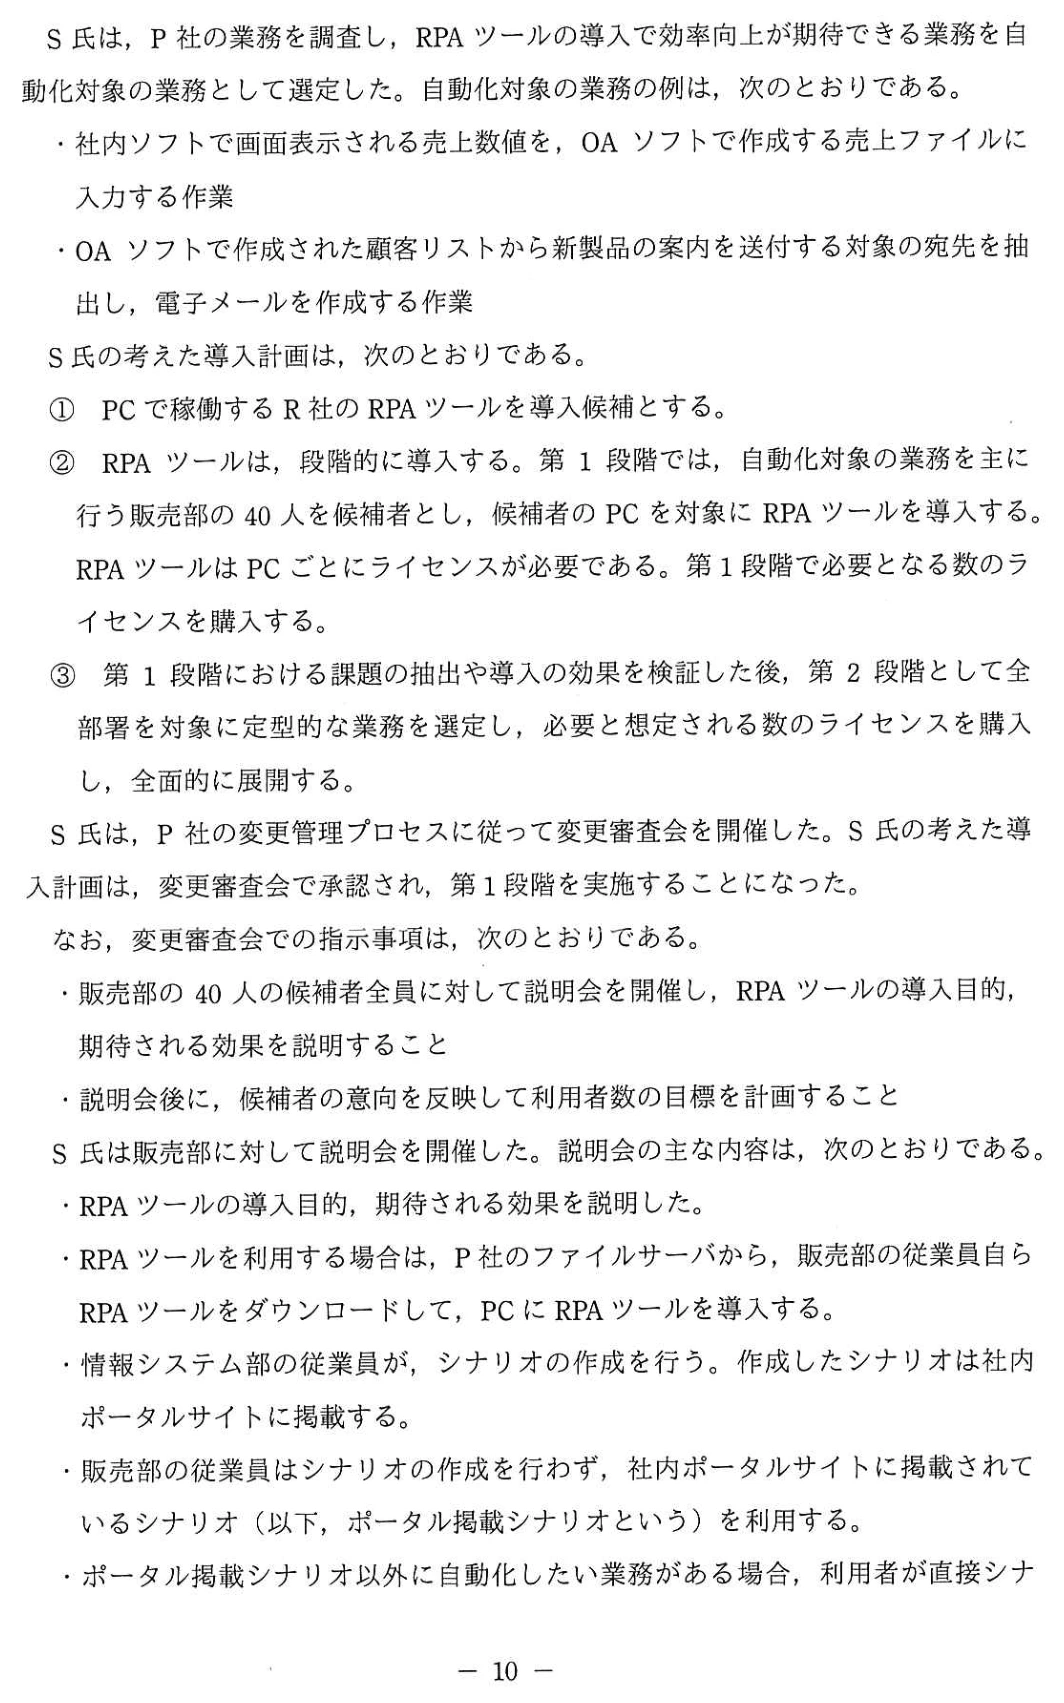 S 氏は，P 社の業務を調査し，RPA ツールの導入で効率向上が期待できる業務を自
動化対象の業務として選定した。自動化対象の業務の例は，次のとおりである。
・社内ソフトで画面表示される売上数値を，OA ソフトで作成する売上ファイルに
入力する作業
・OA ソフトで作成された顧客リストから新製品の案内を送付する対象の宛先を抽
出し，電子メールを作成する作業
S 氏の考えた導入計画は，次のとおりである。
① PC で稼働する R 社の RPA ツールを導入候補とする。
② RPA ツールは，段階的に導入する。第 1 段階では，自動化対象の業務を主に
行う販売部の 40 人を候補者とし，候補者の PC を対象に RPA ツールを導入する。
RPA ツールは PC ごとにライセンスが必要である。第 1 段階で必要となる数のラ
イセンスを購入する。
③ 第 1 段階における課題の抽出や導入の効果を検証した後，第 2 段階として全
部署を対象に定型的な業務を選定し，必要と想定される数のライセンスを購入
し，全面的に展開する。
S 氏は，P 社の変更管理プロセスに従って変更審査会を開催した。S 氏の考えた導
入計画は，変更審査会で承認され，第 1 段階を実施することになった。
なお，変更審査会での指示事項は，次のとおりである。
・販売部の 40 人の候補者全員に対して説明会を開催し，RPA ツールの導入目的，
期待される効果を説明すること
・説明会後に，候補者の意向を反映して利用者数の目標を計画すること
S 氏は販売部に対して説明会を開催した。説明会の主な内容は，次のとおりである。
・RPA ツールの導入目的，期待される効果を説明した。
・RPA ツールを利用する場合は，P 社のファイルサーバから，販売部の従業員自ら
RPA ツールをダウンロードして，PC に RPA ツールを導入する。
・情報システム部の従業員が，シナリオの作成を行う。作成したシナリオは社内
ポータルサイトに掲載する。
・販売部の従業員はシナリオの作成を行わず，社内ポータルサイトに掲載されて
いるシナリオ（以下，ポータル掲載シナリオという）を利用する。
・ポータル掲載シナリオ以外に自動化したい業務がある場合，利用者が直接シナ
－ 10 －